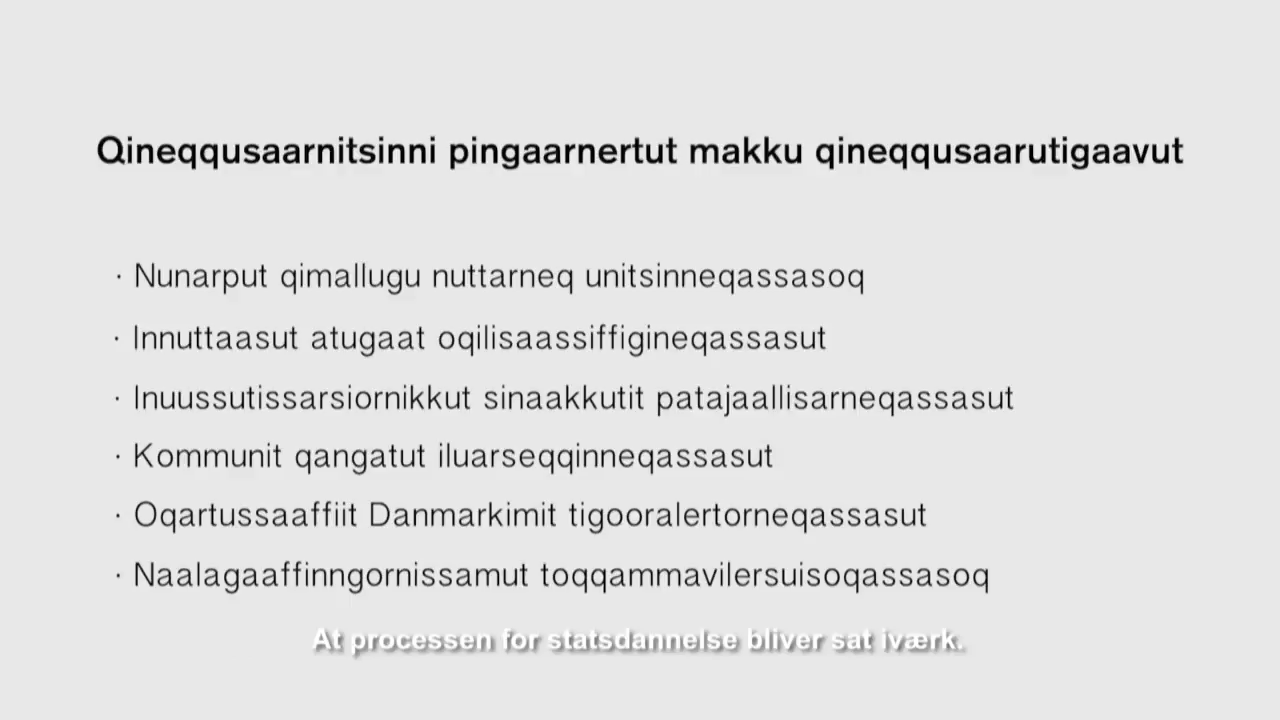 Qineqqusaarnitsinni pingaarnertut makku qineqqusaarutigaavut
· Nunarput qimallugu nuttarneq unitsinneqassasoq
· Innuttaasut atugaat oqilisaassiffigineqassasut
· Inuussutissarsiornikkut sinaakkutit patajaallisarneqassasut
· Kommunit qangatut iluarseqqinneqassasut
· Oqartussaaffiit Danmarkimit tigooralertorneqassasut
· Naalagaaffinngornissamut toqqammavilersuisoqassasoq
At processen for statsdannelse bliver sat iværk.